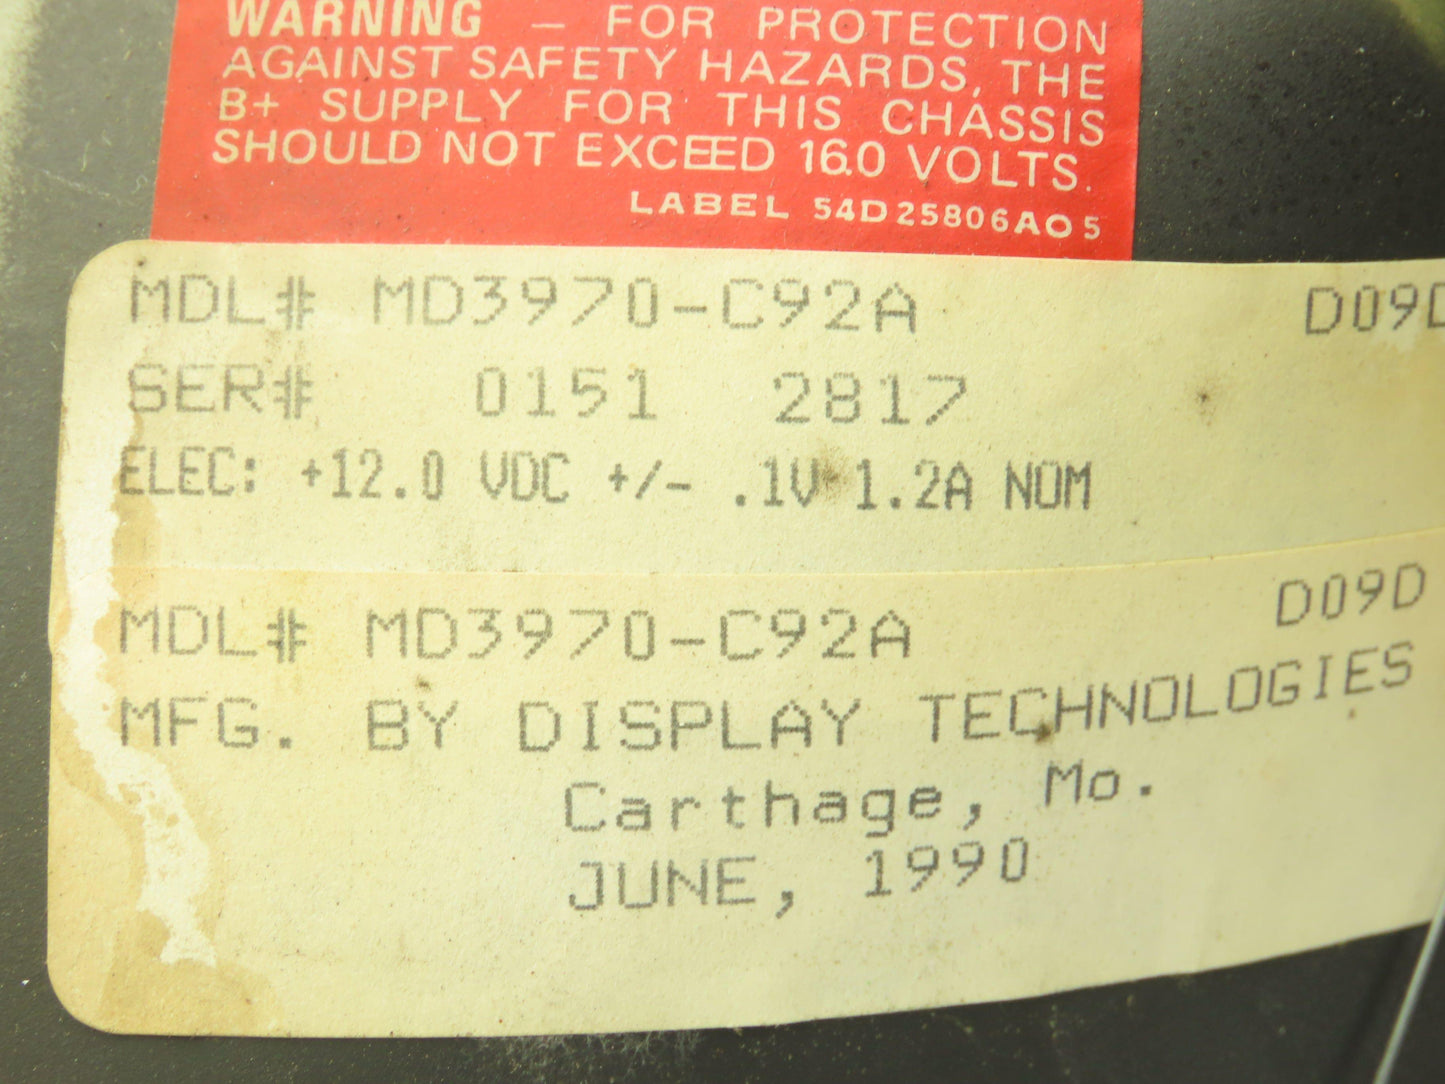 WARNING – FOR PROTECTION
AGAINST SAFETY HAZARDS, THE
B+ SUPPLY FOR THIS CHASSIS
SHOULD NOT EXCEED 16.0 VOLTS.
LABEL 54D25806A05
MDL# MD3970-C92A D09D
SER# 0151 2817
ELEC: +12.0 VDC +/- .1V 1.2A NOM
MDL# MD3970-C92A D09D
MFG. BY DISPLAY TECHNOLOGIES
Carthage, Mo.
JUNE, 1990